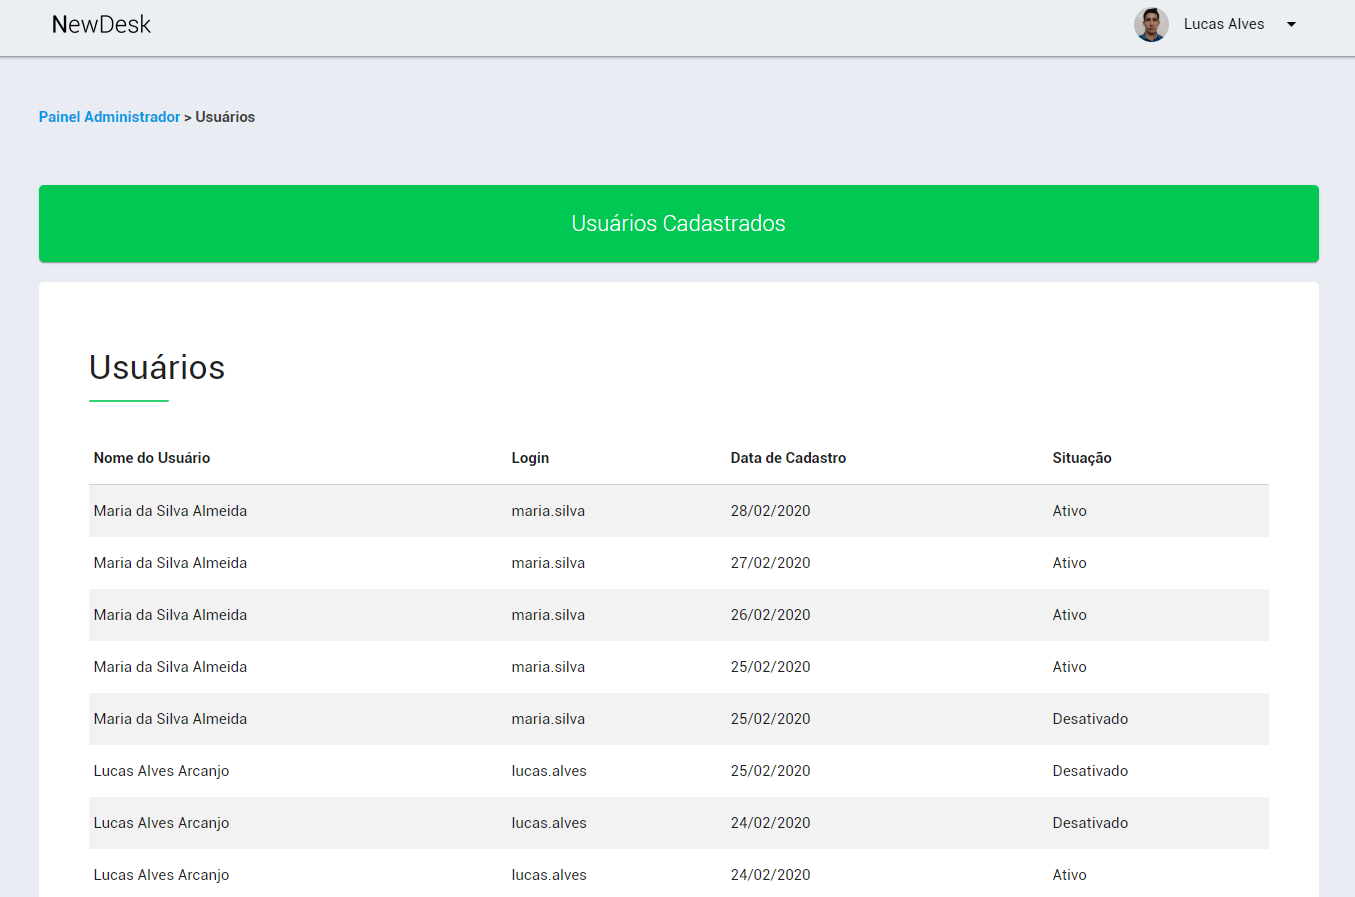 NewDesk
Lucas Alves
Painel Administrador > Usuários
Usuários Cadastrados
Usuários
Nome do Usuário Login Data de Cadastro Situação
Maria da Silva Almeida maria.silva 28/02/2020 Ativo
Maria da Silva Almeida maria.silva 27/02/2020 Ativo
Maria da Silva Almeida maria.silva 26/02/2020 Ativo
Maria da Silva Almeida maria.silva 25/02/2020 Ativo
Maria da Silva Almeida maria.silva 25/02/2020 Desativado
Lucas Alves Arcanjo lucas.alves 25/02/2020 Desativado
Lucas Alves Arcanjo lucas.alves 24/02/2020 Desativado
Lucas Alves Arcanjo lucas.alves 24/02/2020 Ativo